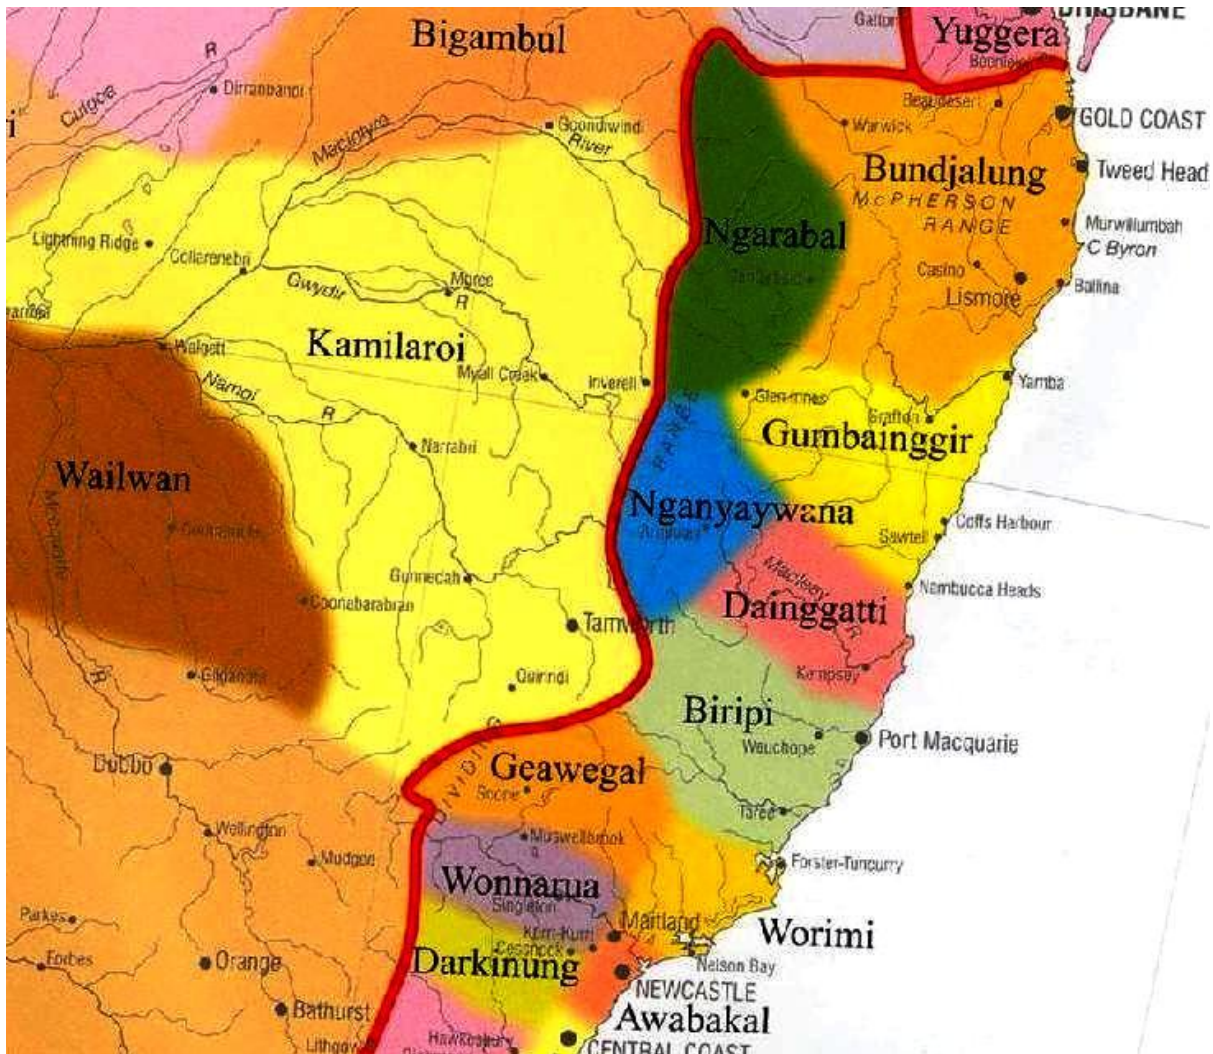 BRISBANE
Gatton
Yuggera
Bigambul
R
Dirranbandi
Culgoa
Beaudesert
GOLD COAST
Macintyre
Goondiwindi
River
Warwick
Bundjalung
Tweed Head
McPHERSON
RANGE
Ngarabal
Murwillumbah
C Byron
Lightning Ridge
Collarenebri
Moree
Gwydir
R
Casino
Lismore
Ballina
Kamilaroi
Walgett
Myall Creek
Inverell
Yamba
Namoi
R
RANGE
Glen Innes
Grafton
Gumbainggir
Narrabri
Wailwan
Macquarie
Nganyaywana
Armidale
Coffs Harbour
Sawtell
Gunnedah
Macleay
R
Nambucca Heads
Coonabarabran
Dainggatti
Tamworth
Kempsey
R
Gilgandra
Quirindi
Biripi
Wauchope
Port Macquarie
DIVIDING
Dubbo
Geawegal
Scone
Taree
Wellington
Muswellbrook
Mudgee
Forster-Tuncurry
Wonnarua
Singleton
Parkes
Maitland
Kurri-Kurri
Worimi
Cessnock
Forbes
Orange
Darkinung
Nelson Bay
NEWCASTLE
Bathurst
Awabakal
Lithgow
Hawkesbury
CENTRAL COAST